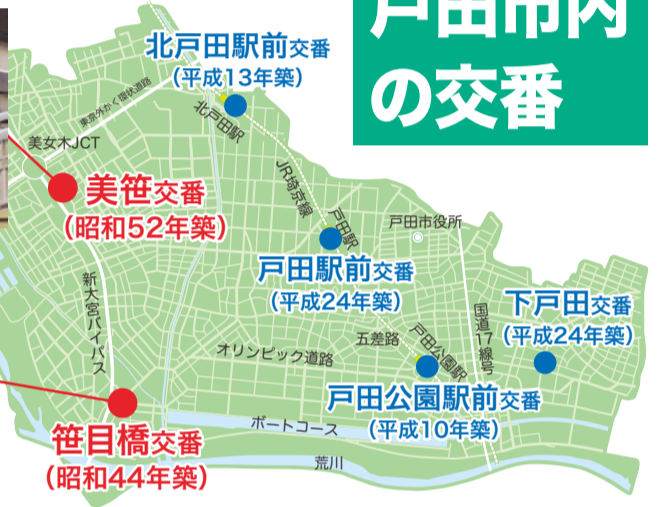 戸田市内
の交番
北戸田駅前交番
(平成13年築)
東京外かく環状道路
北戸田駅
美女木JCT
美笹交番
(昭和52年築)
JR埼京線
戸田駅
戸田市役所
戸田駅前交番
(平成24年築)
新大宮バイパス
国道17号線
下戸田交番
(平成24年築)
五差路
戸田公園駅
オリンピック道路
戸田公園駅前交番
(平成10年築)
ボートコース
笹目橋交番
(昭和44年築)
荒川